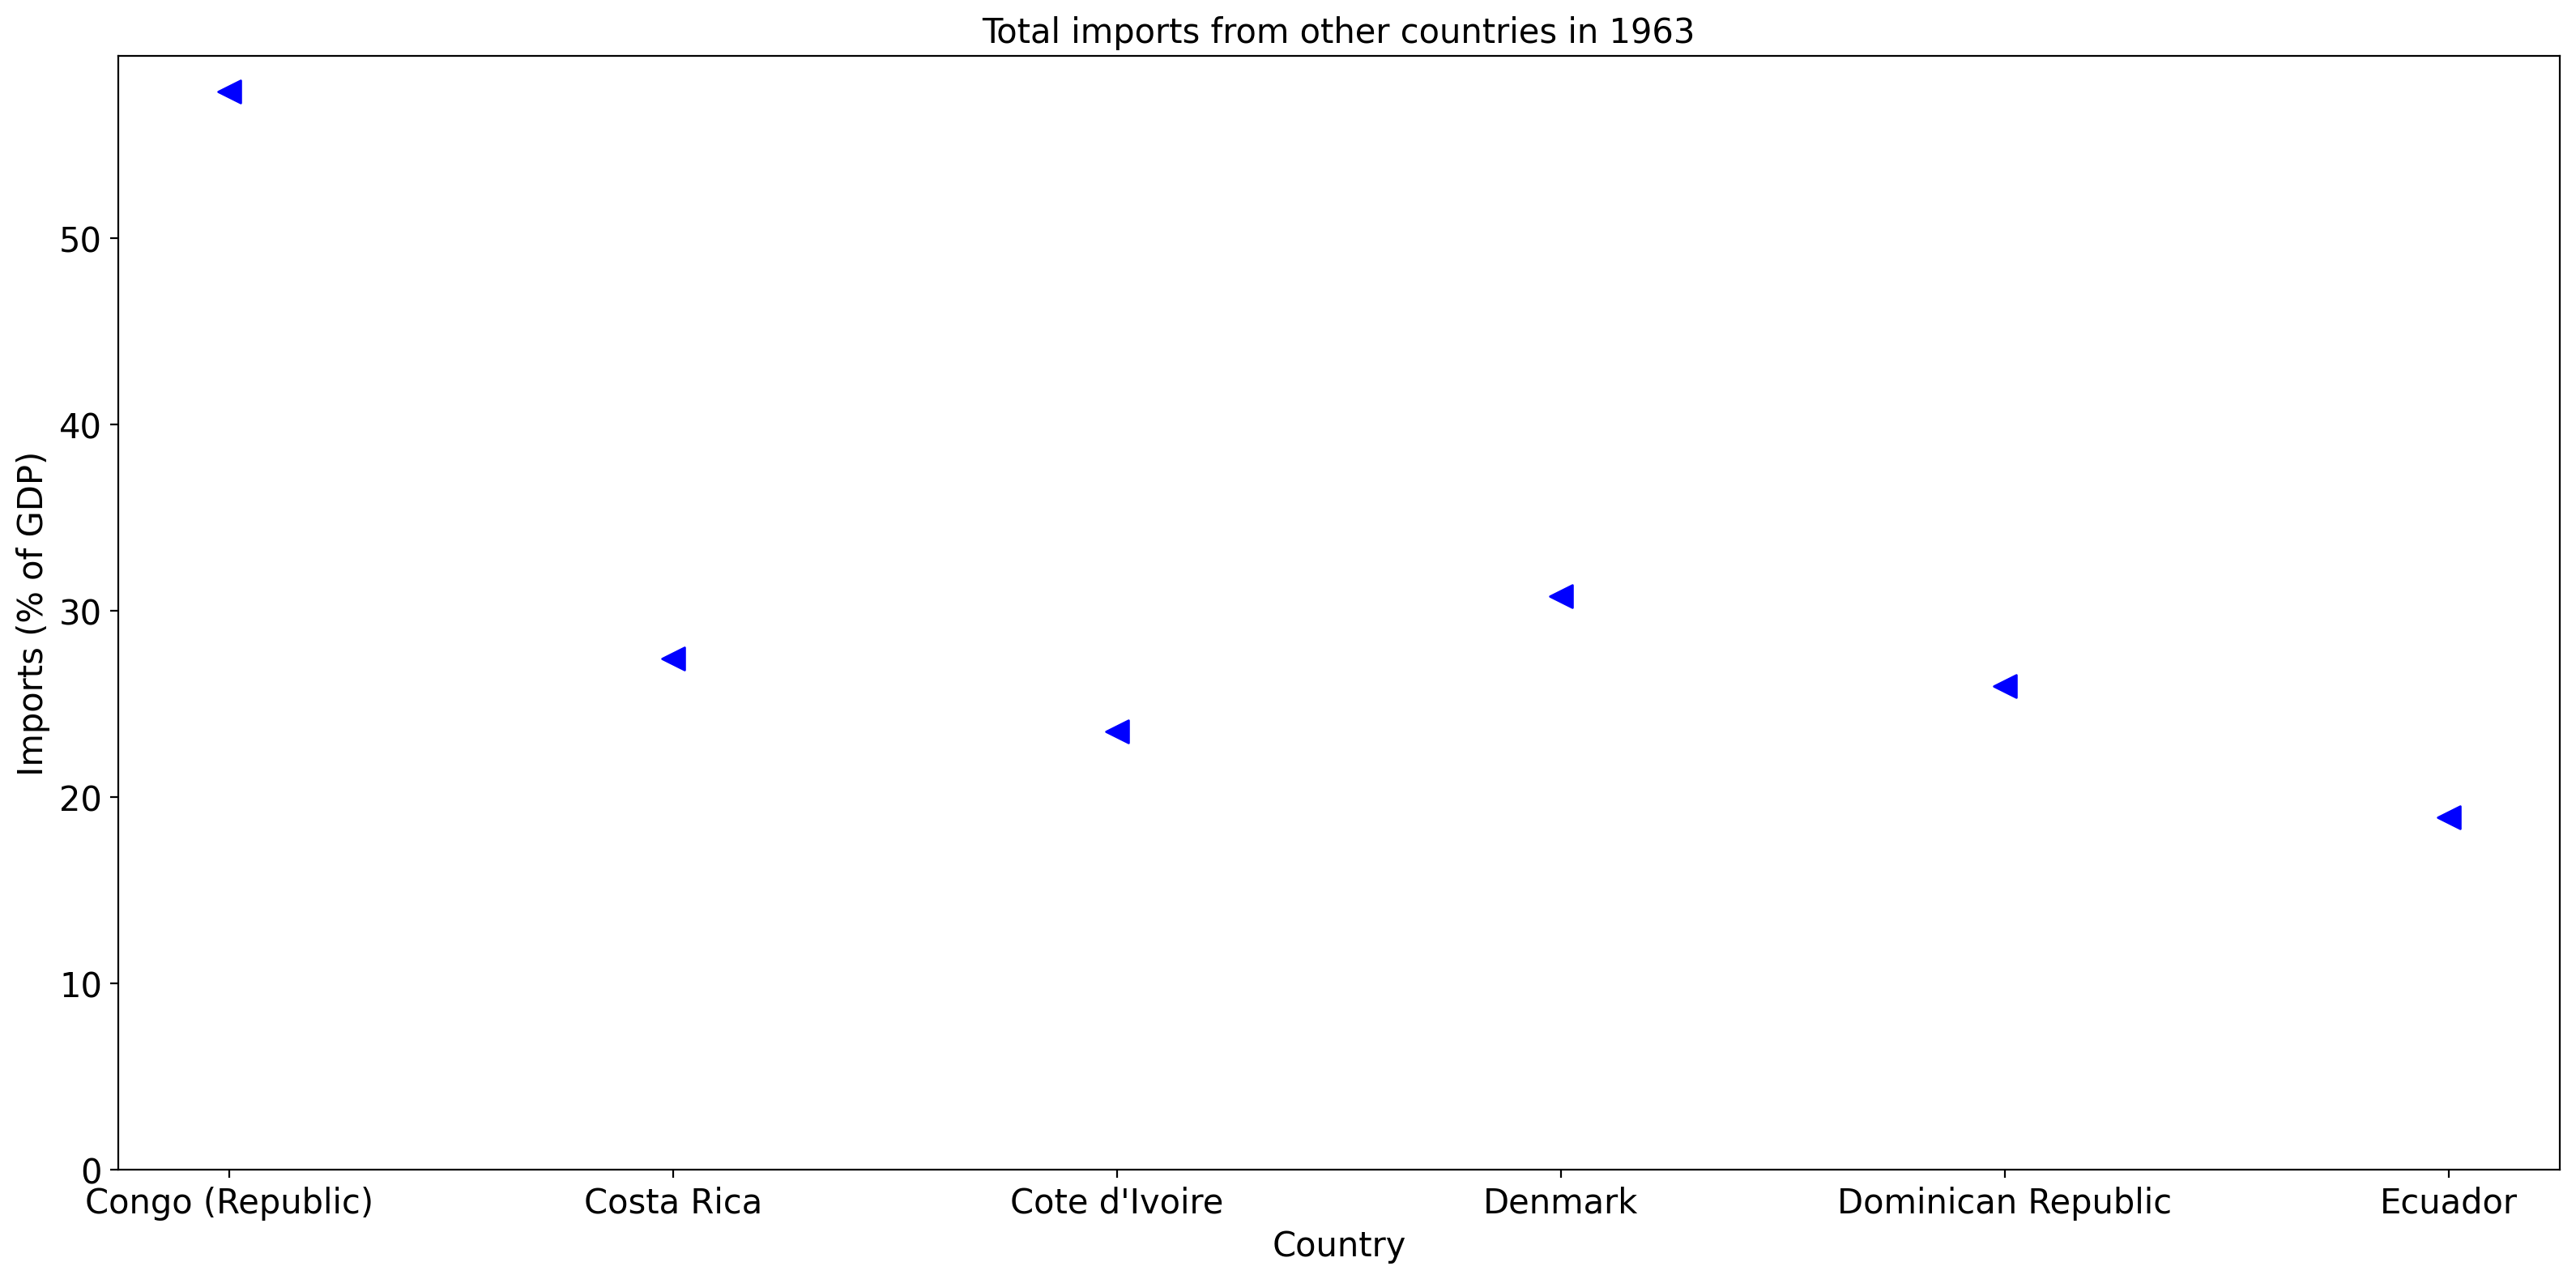 Total imports from other countries in 1963
Imports (% of GDP)
50
40
30
20
10
0
Congo (Republic)
Costa Rica
Cote d'Ivoire
Denmark
Dominican Republic
Ecuador
Country